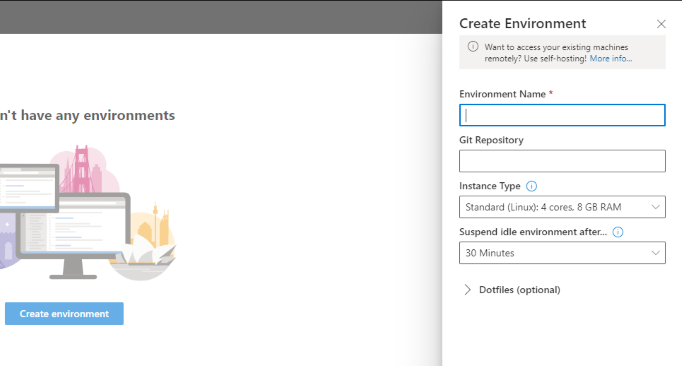 Create Environment
Want to access your existing machines
remotely? Use self-hosting! More info...
Environment Name *
n't have any environments
Git Repository
Instance Type
Standard (Linux): 4 cores, 8 GB RAM
Suspend idle environment after...
30 Minutes
Dotfiles (optional)
Create environment